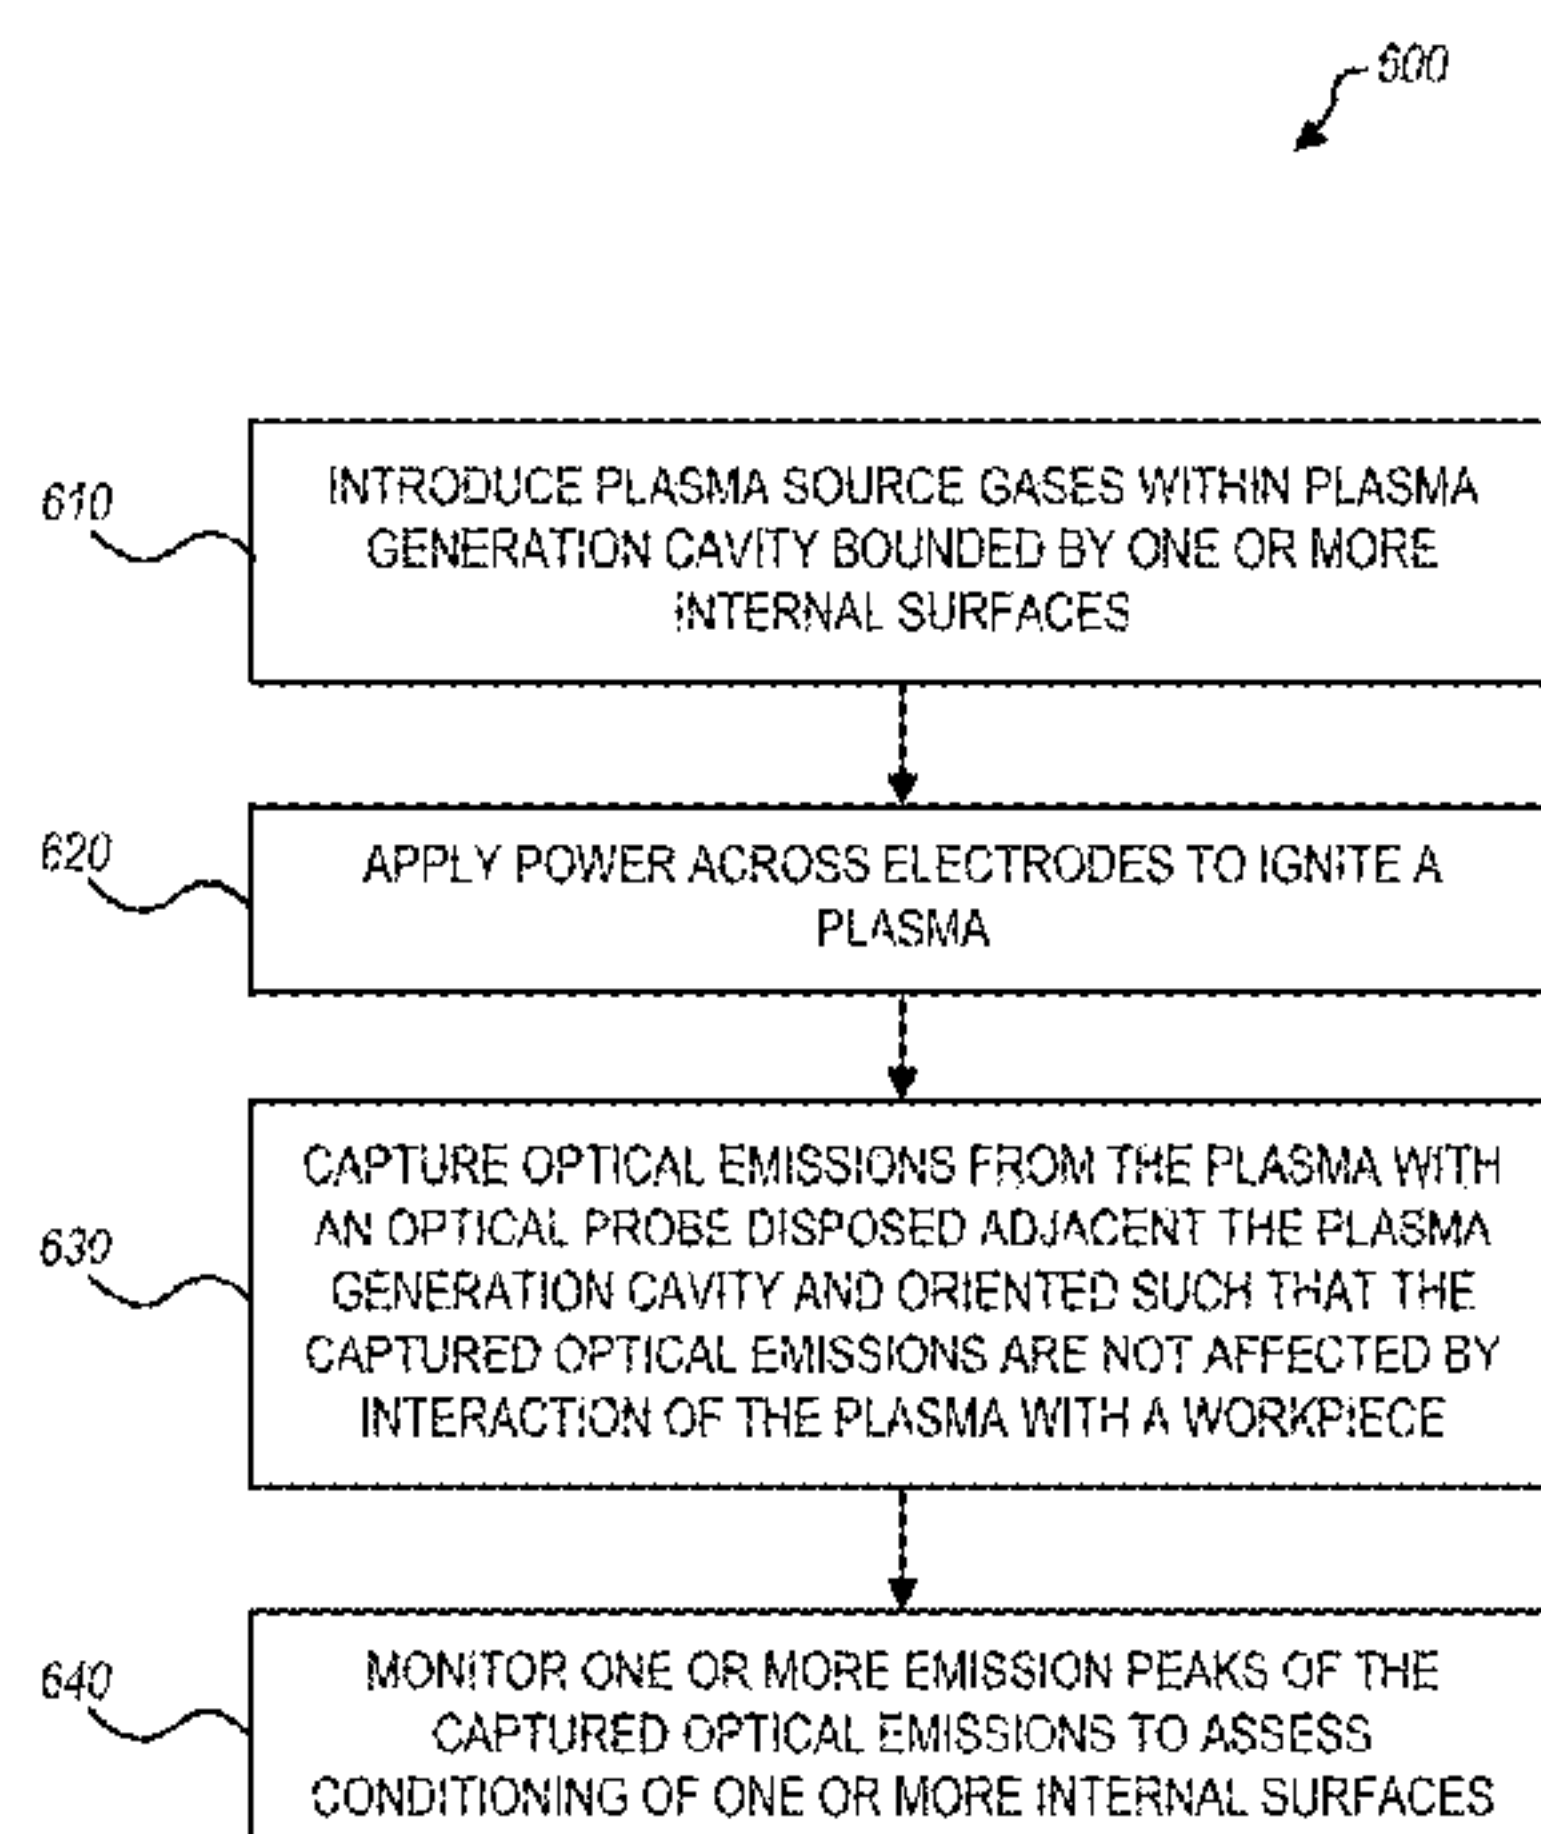 600
610
INTRODUCE PLASMA SOURCE GASES WITHIN PLASMA
GENERATION CAVITY BOUNDED BY ONE OR MORE
INTERNAL SURFACES
620
APPLY POWER ACROSS ELECTRODES TO IGNITE A
PLASMA
630
CAPTURE OPTICAL EMISSIONS FROM THE PLASMA WITH
AN OPTICAL PROBE DISPOSED ADJACENT THE PLASMA
GENERATION CAVITY AND ORIENTED SUCH THAT THE
CAPTURED OPTICAL EMISSIONS ARE NOT AFFECTED BY
INTERACTION OF THE PLASMA WITH A WORKPIECE
640
MONITOR ONE OR MORE EMISSION PEAKS OF THE
CAPTURED OPTICAL EMISSIONS TO ASSESS
CONDITIONING OF ONE OR MORE INTERNAL SURFACES